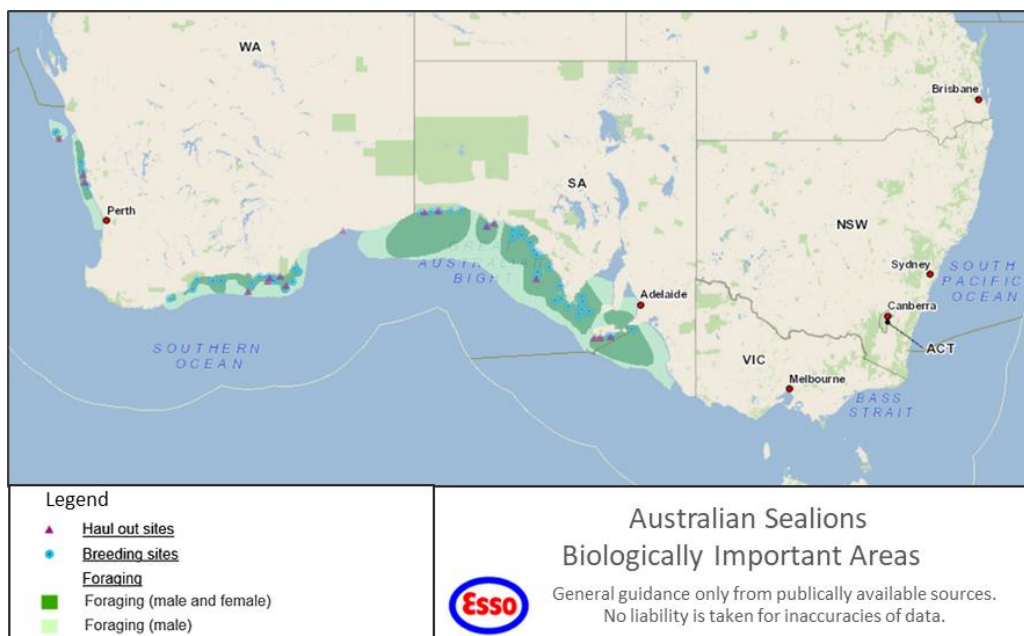 WA
Brisbane
SA
Perth
NSW
GREAT
AUSTRALIAN
BIGHT
Sydney
SOUTH
PACIFIC
OCEAN
Adelaide
Canberra
ACT
SOUTHERN
OCEAN
VIC
Melbourne
BASS
STRAIT
Legend
Haul out sites
Breeding sites
Foraging
Foraging (male and female)
Foraging (male)
Australian Sealions
Biologically Important Areas
Esso
General guidance only from publically available sources.
No liability is taken for inaccuracies of data.